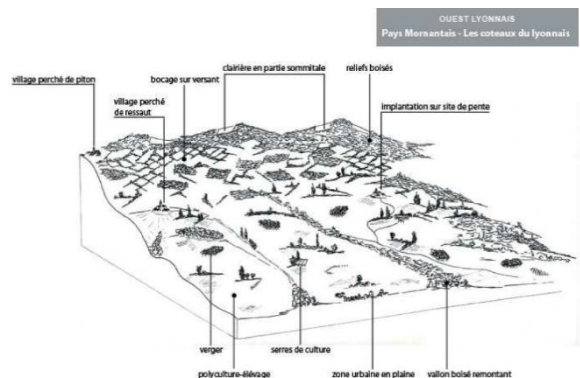 OUEST LYONNAIS
Pays Mornantais - Les coteaux du lyonnais
clairière en partie sommitale
reliefs boisés
village perché de piton
bocage sur versant
village perché
de ressaut
implantation sur site de pente
verger
serres de culture
polyculture-élévage
zone urbaine en plaine
vallon boisé remontant